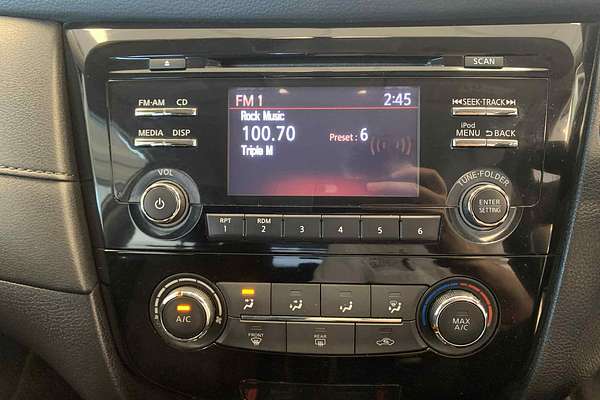 SCAN
FM·AM CD
MEDIA DISP
FM 1 2:45
Rock Music
100.70 Preset : 6
Triple M
SEEK·TRACK
iPod
MENU BACK
VOL
TUNE·FOLDER
ENTER
SETTING
RPT RDM
1 2 3 4 5 6
A/C
MAX
A/C
FRONT REAR